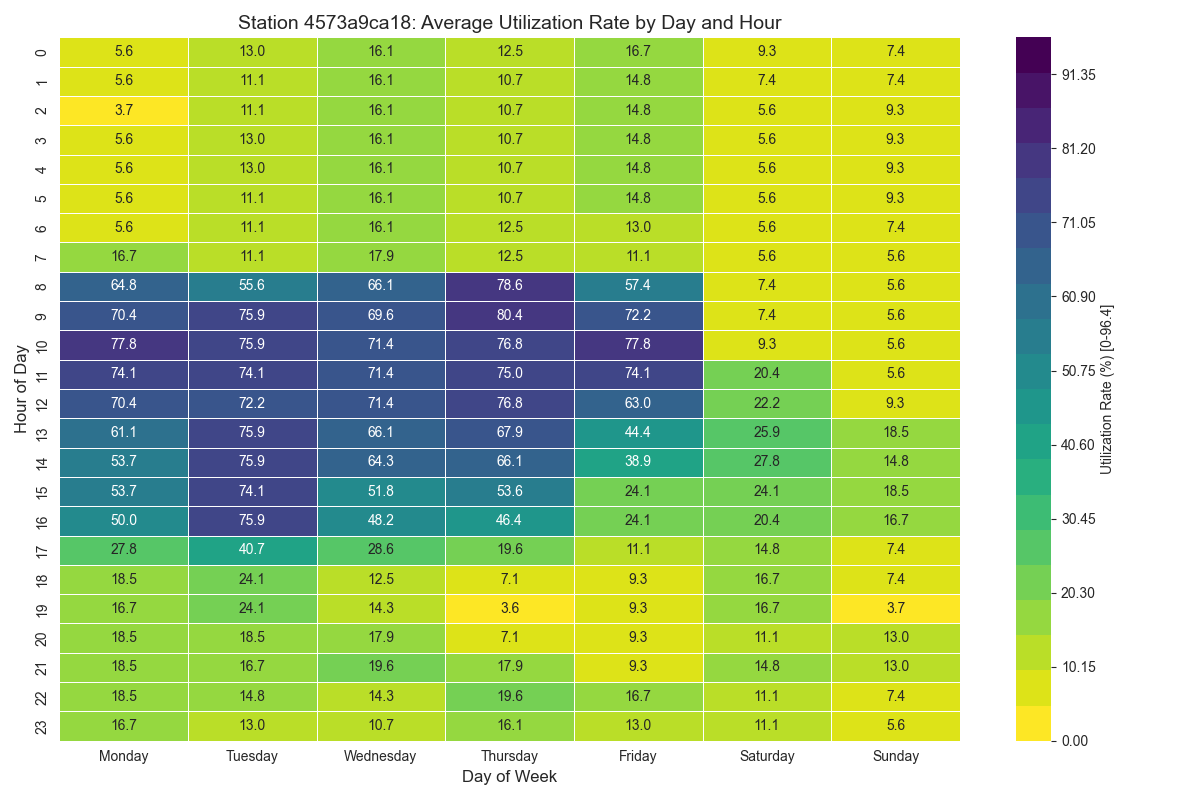 Station 4573a9ca18: Average Utilization Rate by Day and Hour
0 5.6 13.0 16.1 12.5 16.7 9.3 7.4
1 5.6 11.1 16.1 10.7 14.8 7.4 7.4
2 3.7 11.1 16.1 10.7 14.8 5.6 9.3
3 5.6 13.0 16.1 10.7 14.8 5.6 9.3
4 5.6 13.0 16.1 10.7 14.8 5.6 9.3
5 5.6 11.1 16.1 10.7 14.8 5.6 9.3
6 5.6 11.1 16.1 12.5 13.0 5.6 7.4
7 16.7 11.1 17.9 12.5 11.1 5.6 5.6
8 64.8 55.6 66.1 78.6 57.4 7.4 5.6
9 70.4 75.9 69.6 80.4 72.2 7.4 5.6
10 77.8 75.9 71.4 76.8 77.8 9.3 5.6
11 74.1 74.1 71.4 75.0 74.1 20.4 5.6
12 70.4 72.2 71.4 76.8 63.0 22.2 9.3
13 61.1 75.9 66.1 67.9 44.4 25.9 18.5
14 53.7 75.9 64.3 66.1 38.9 27.8 14.8
15 53.7 74.1 51.8 53.6 24.1 24.1 18.5
16 50.0 75.9 48.2 46.4 24.1 20.4 16.7
17 27.8 40.7 28.6 19.6 11.1 14.8 7.4
18 18.5 24.1 12.5 7.1 9.3 16.7 7.4
19 16.7 24.1 14.3 3.6 9.3 16.7 3.7
20 18.5 18.5 17.9 7.1 9.3 11.1 13.0
21 18.5 16.7 19.6 17.9 9.3 14.8 13.0
22 18.5 14.8 14.3 19.6 16.7 11.1 7.4
23 16.7 13.0 10.7 16.1 13.0 11.1 5.6
Hour of Day
Monday Tuesday Wednesday Thursday Friday Saturday Sunday
Day of Week
91.35
81.20
71.05
60.90
50.75
40.60
30.45
20.30
10.15
0.00
Utilization Rate (%) [0-96.4]